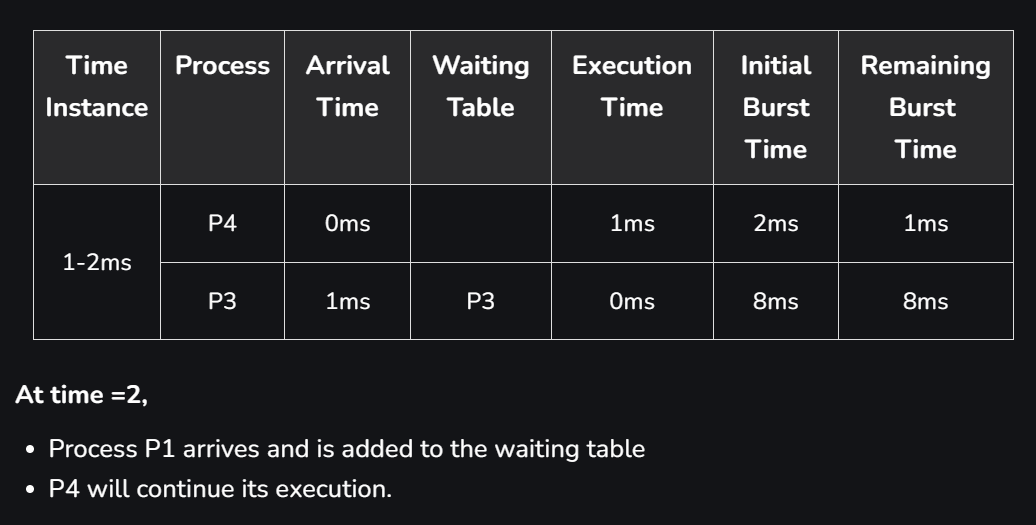 Time Instance Process Arrival Time Waiting Table Execution Time Initial Burst Time Remaining Burst Time
1-2ms P4 0ms 1ms 2ms 1ms
P3 1ms P3 0ms 8ms 8ms
At time =2,
• Process P1 arrives and is added to the waiting table
• P4 will continue its execution.